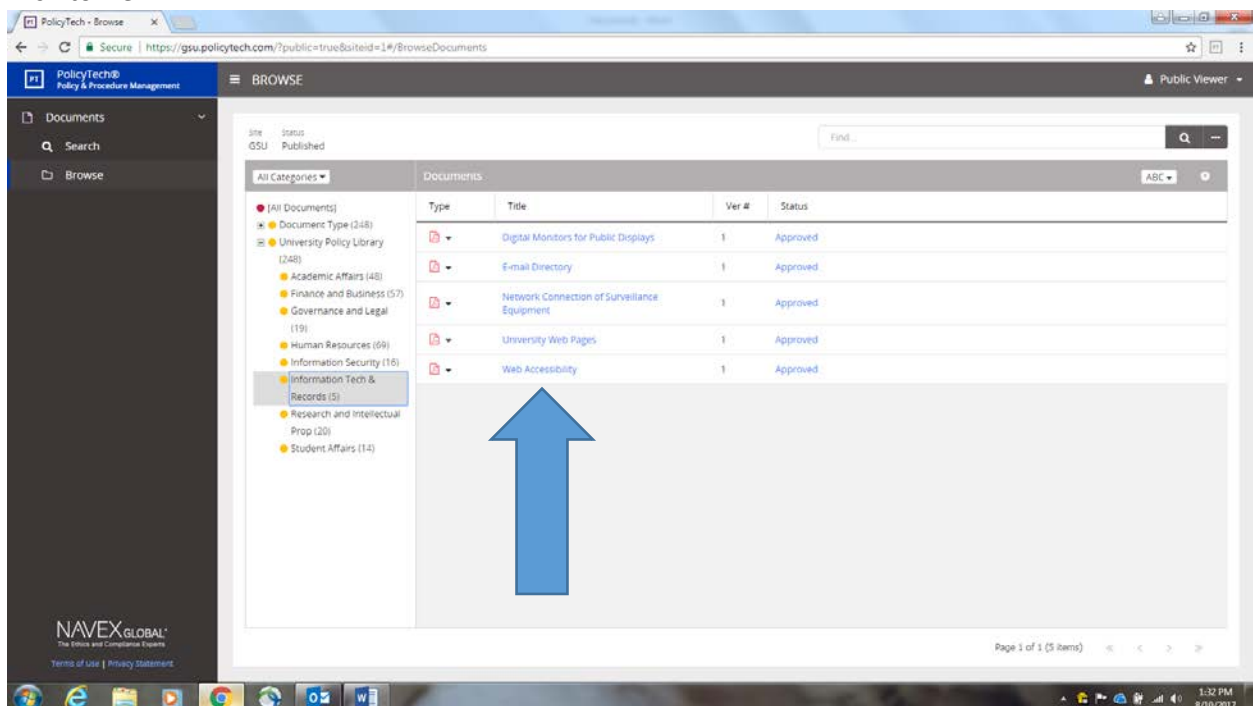 PolicyTech - Browse
Secure | https://gsu.policytech.com/?public=true&siteid=1#/BrowseDocuments
PT PolicyTech®
Policy & Procedure Management
BROWSE
Public Viewer
Documents
Search
Browse
Site Status
GSU Published
Find...
All Categories
Documents
ABC
[All Documents]
Document Type (248)
University Policy Library
(248)
Academic Affairs (48)
Finance and Business (57)
Governance and Legal
(19)
Human Resources (69)
Information Security (16)
Information Tech &
Records (5)
Research and Intellectual
Prop (20)
Student Affairs (14)
Type Title Ver # Status
Digital Monitors for Public Displays 1 Approved
E-mail Directory 1 Approved
Network Connection of Surveillance
Equipment 1 Approved
University Web Pages 1 Approved
Web Accessibility 1 Approved
Page 1 of 1 (5 items)
NAVEX GLOBAL
The Ethics and Compliance Experts
Terms of Use | Privacy Statement
1:32 PM
8/10/2017